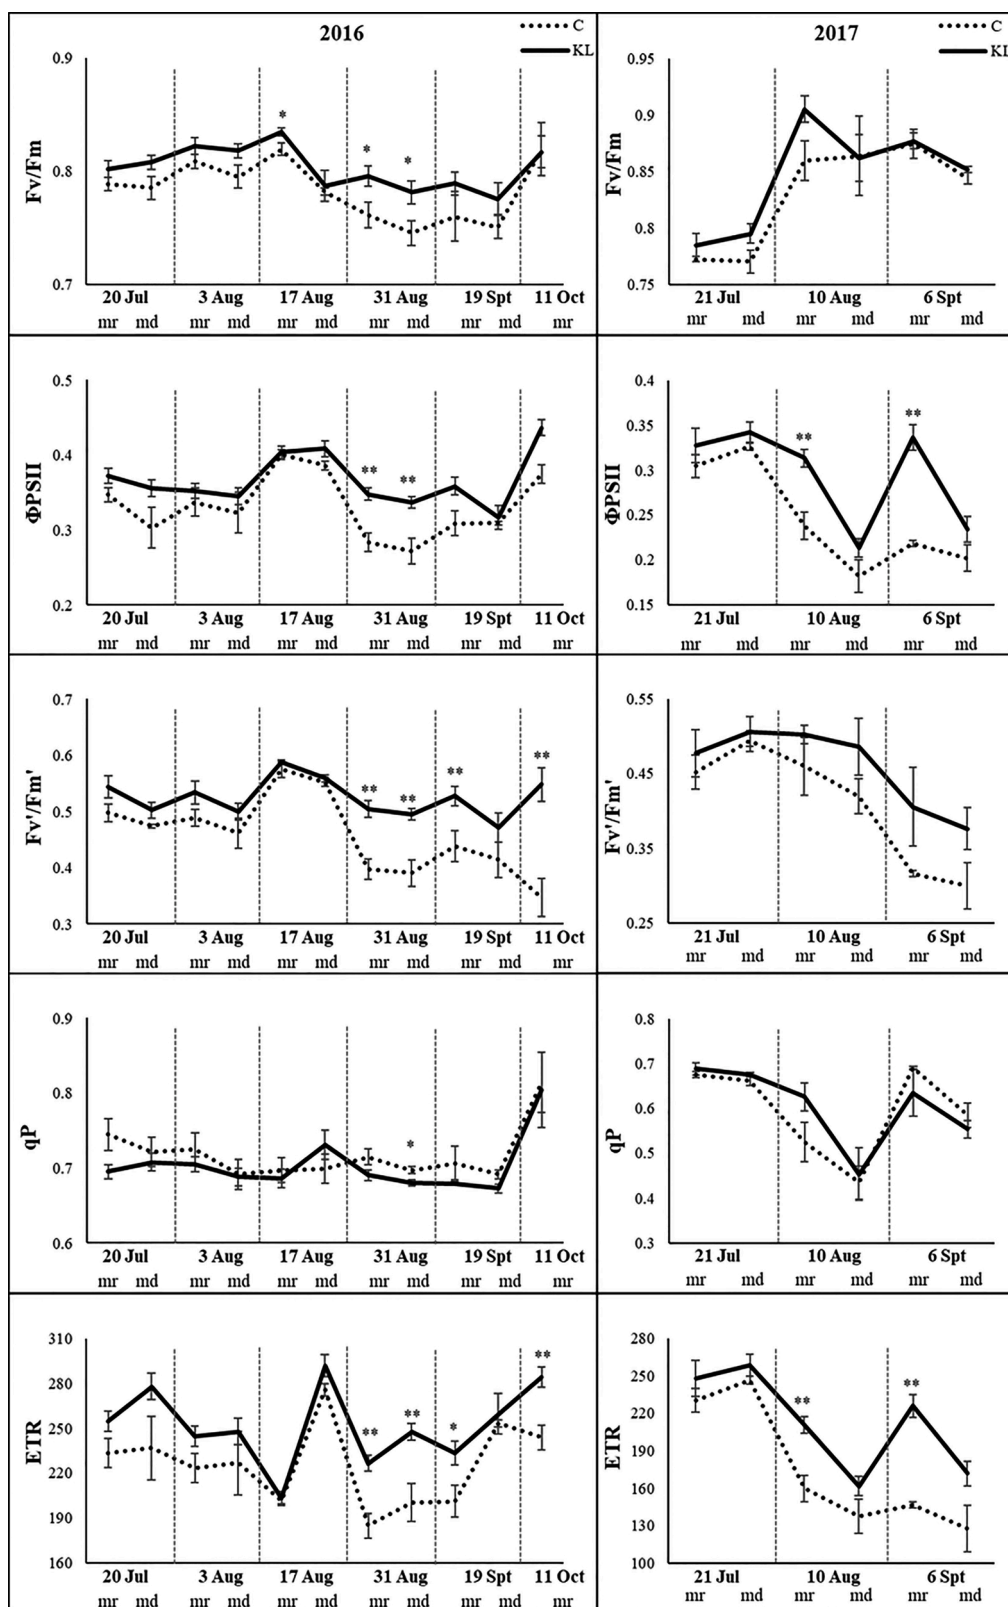 2016
C
KL
Fv/Fm
0.9
0.8
0.7
20 Jul 3 Aug 17 Aug 31 Aug 19 Spt 11 Oct
mr md mr md mr md mr md mr md mr
*
*
*
2017
C
KL
Fv/Fm
0.95
0.9
0.85
0.8
0.75
21 Jul 10 Aug 6 Spt
mr md mr md mr md
ΦPSII
0.5
0.4
0.3
0.2
**
**
20 Jul 3 Aug 17 Aug 31 Aug 19 Spt 11 Oct
mr md mr md mr md mr md mr md mr
ΦPSII
0.4
0.35
0.3
0.25
0.2
0.15
**
**
21 Jul 10 Aug 6 Spt
mr md mr md mr md
Fv'/Fm'
0.7
0.6
0.5
0.4
0.3
**
**
**
**
20 Jul 3 Aug 17 Aug 31 Aug 19 Spt 11 Oct
mr md mr md mr md mr md mr md mr
Fv'/Fm'
0.55
0.45
0.35
0.25
21 Jul 10 Aug 6 Spt
mr md mr md mr md
qP
0.9
0.8
0.7
0.6
*
20 Jul 3 Aug 17 Aug 31 Aug 19 Spt 11 Oct
mr md mr md mr md mr md mr md mr
qP
0.8
0.7
0.6
0.5
0.4
0.3
21 Jul 10 Aug 6 Spt
mr md mr md mr md
ETR
310
280
250
220
190
160
**
**
*
**
20 Jul 3 Aug 17 Aug 31 Aug 19 Spt 11 Oct
mr md mr md mr md mr md mr md mr
ETR
280
250
220
190
160
130
100
**
**
21 Jul 10 Aug 6 Spt
mr md mr md mr md